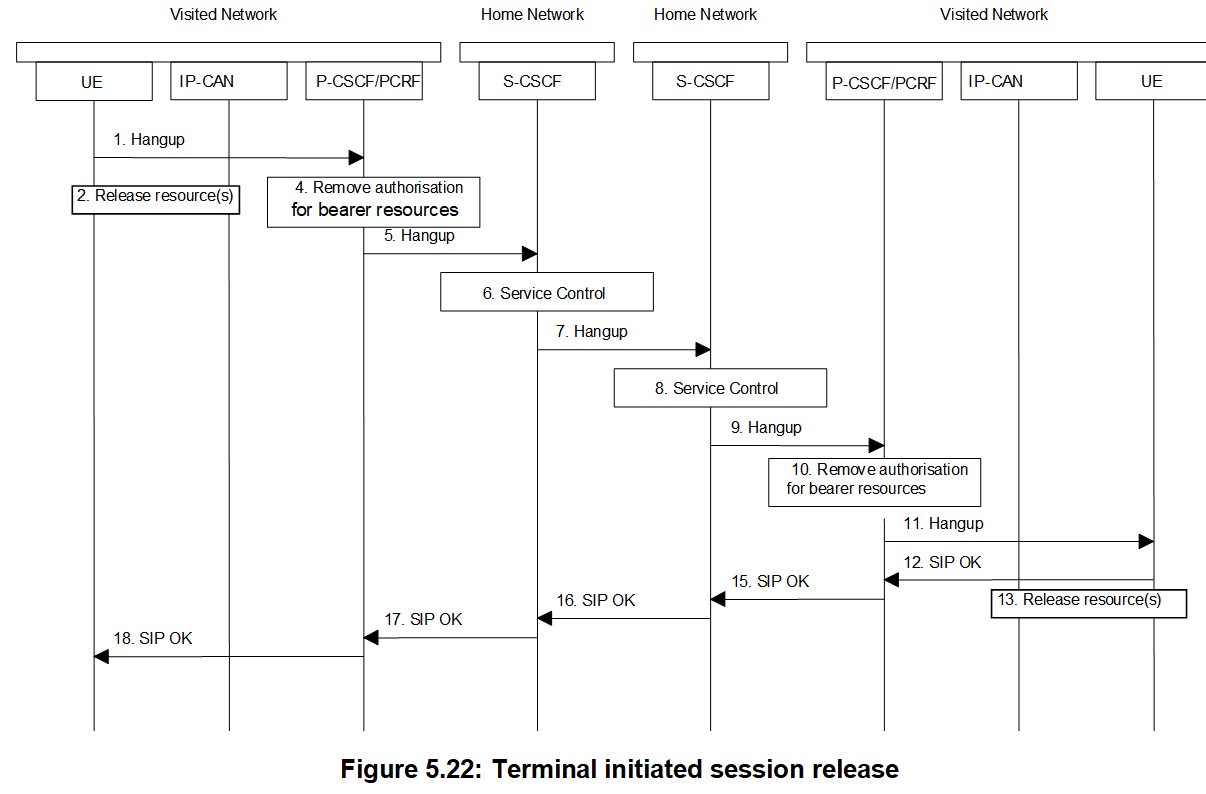 Visited Network
Home Network
Home Network
Visited Network
UE
IP-CAN
P-CSCF/PCRF
S-CSCF
S-CSCF
P-CSCF/PCRF
IP-CAN
UE
1. Hangup
2. Release resource(s)
4. Remove authorisation
for bearer resources
5. Hangup
6. Service Control
7. Hangup
8. Service Control
9. Hangup
10. Remove authorisation
for bearer resources
11. Hangup
12. SIP OK
13. Release resource(s)
15. SIP OK
16. SIP OK
17. SIP OK
18. SIP OK
Figure 5.22: Terminal initiated session release